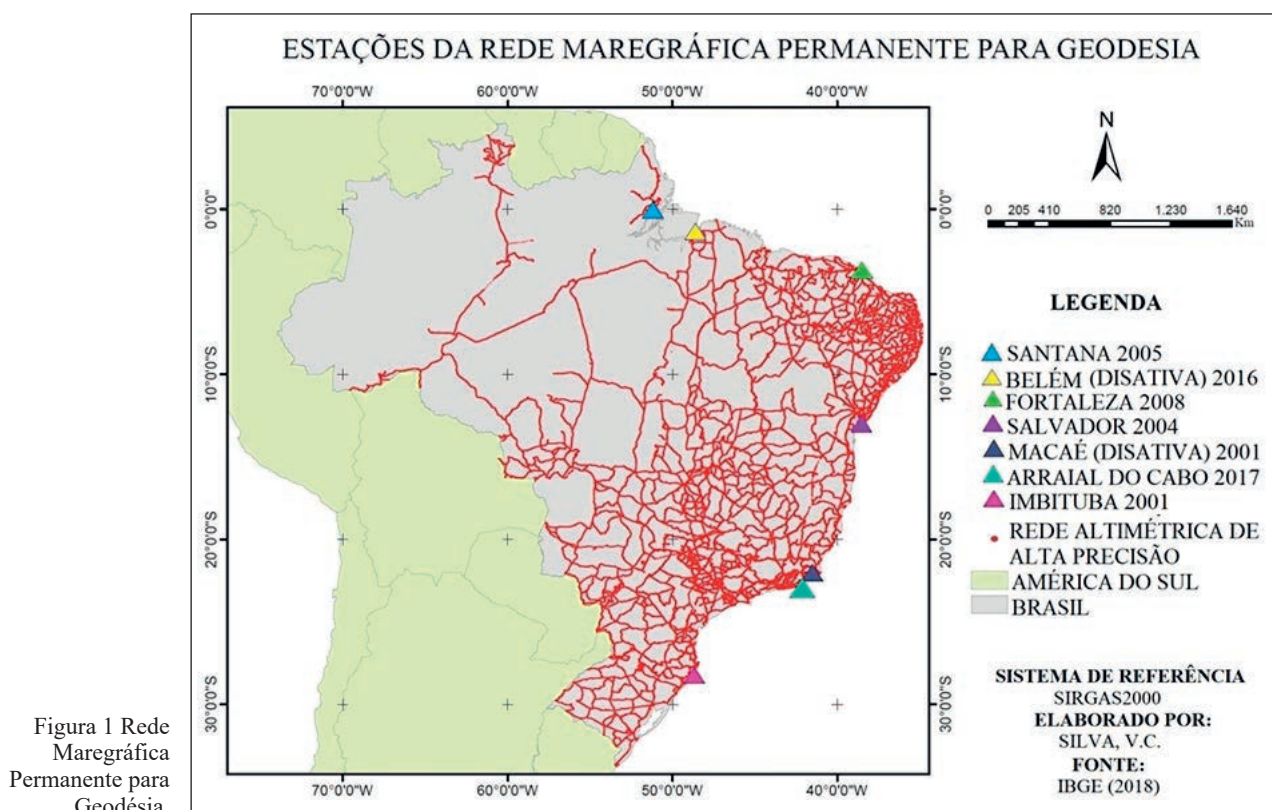 ESTAÇÕES DA REDE MAREGRÁFICA PERMANENTE PARA GEODESIA
70°0'0"W 60°0'0"W 50°0'0"W 40°0'0"W
0°0'0"
10°0'0"S
20°0'0"S
30°0'0"S
0°0'0"
10°0'0"S
20°0'0"S
30°0'0"S
70°0'0"W 60°0'0"W 50°0'0"W 40°0'0"W
N
0 205 410 820 1.230 1.640
Km
LEGENDA
SANTANA 2005
BELÉM (DISATIVA) 2016
FORTALEZA 2008
SALVADOR 2004
MACAÉ (DISATIVA) 2001
ARRAIAL DO CABO 2017
IMBITUBA 2001
REDE ALTIMÉTRICA DE
ALTA PRECISÃO
AMÉRICA DO SUL
BRASIL
SISTEMA DE REFERÊNCIA
SIRGAS2000
ELABORADO POR:
SILVA, V.C.
FONTE:
IBGE (2018)
Figura 1 Rede
Maregráfica
Permanente para
Geodésia.